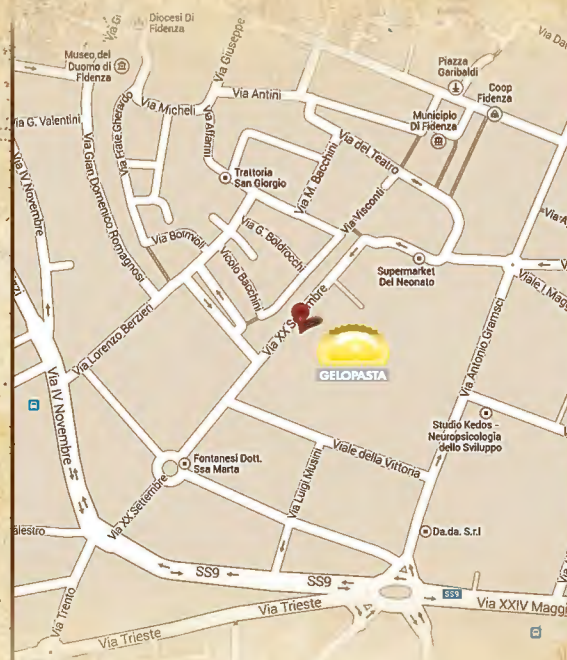 Diocesi Di
Fidenza
Museo del
Duomo di
Fidenza
Via Giuseppe
Piazza
Garibaldi
Coop
Fidenza
Via G. Valentini
Via Frate Gherardo
Via Micheli
Via Affanni
Via Antini
Municipio
Di Fidenza
Via del Teatro
Via IV Novembre
Via Gian Domenico Romagnosi
Trattoria
San Giorgio
Via M. Bacchini
Via Visconti
Via Bormioli
Vicolo Bacchini
Via G. Boldrocchi
Supermarket
Del Neonato
Via Lorenzo Berzieri
Via XX Settembre
GELOPASTA
Via Antonio Gramsci
Via IV Novembre
Studio Kedos -
Neuropsicologia
dello Sviluppo
Fontanesi Dott.
Ssa Marta
Via Luigi Musini
Viale della Vittoria
Via XX Settembre
Da.da. S.r.l
SS9
SS9
SS9
Via Trento
Via Trieste
Via Trieste